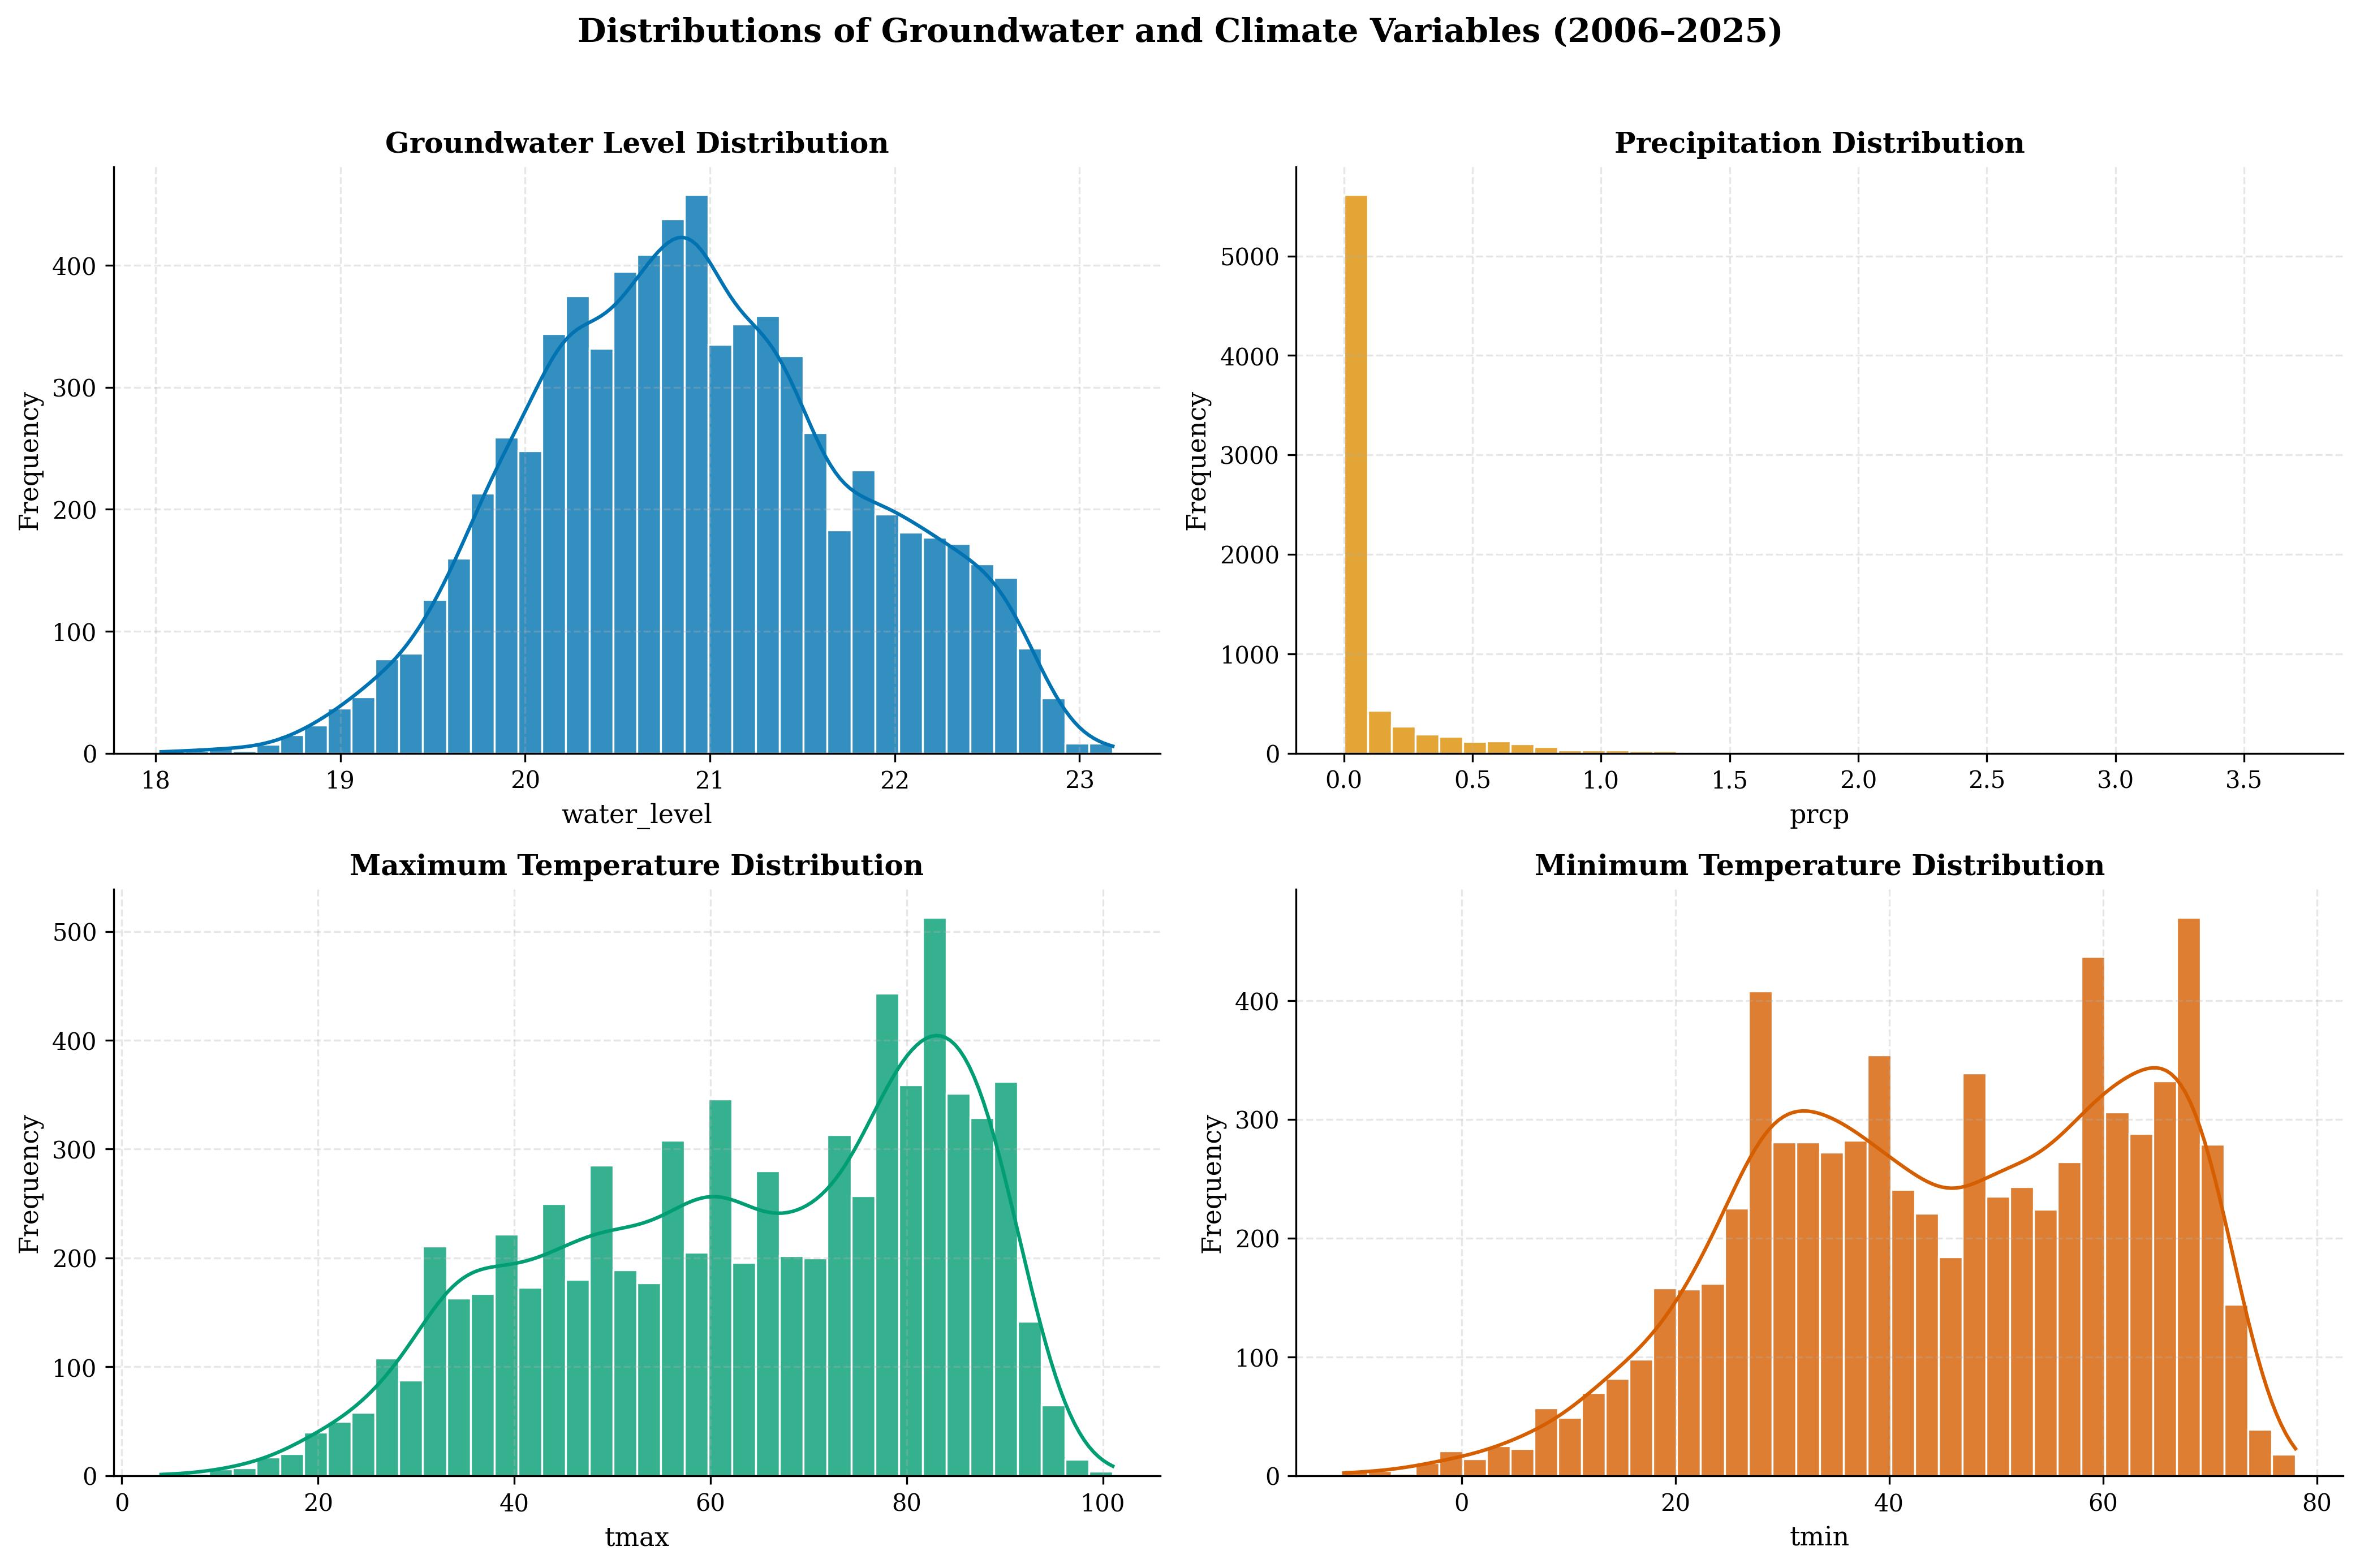 Distributions of Groundwater and Climate Variables (2006–2025)
Groundwater Level Distribution
Frequency
400
300
200
100
0
18 19 20 21 22 23
water_level
Precipitation Distribution
Frequency
5000
4000
3000
2000
1000
0
0.0 0.5 1.0 1.5 2.0 2.5 3.0 3.5
prcp
Maximum Temperature Distribution
Frequency
500
400
300
200
100
0
0 20 40 60 80 100
tmax
Minimum Temperature Distribution
Frequency
400
300
200
100
0
0 20 40 60 80
tmin